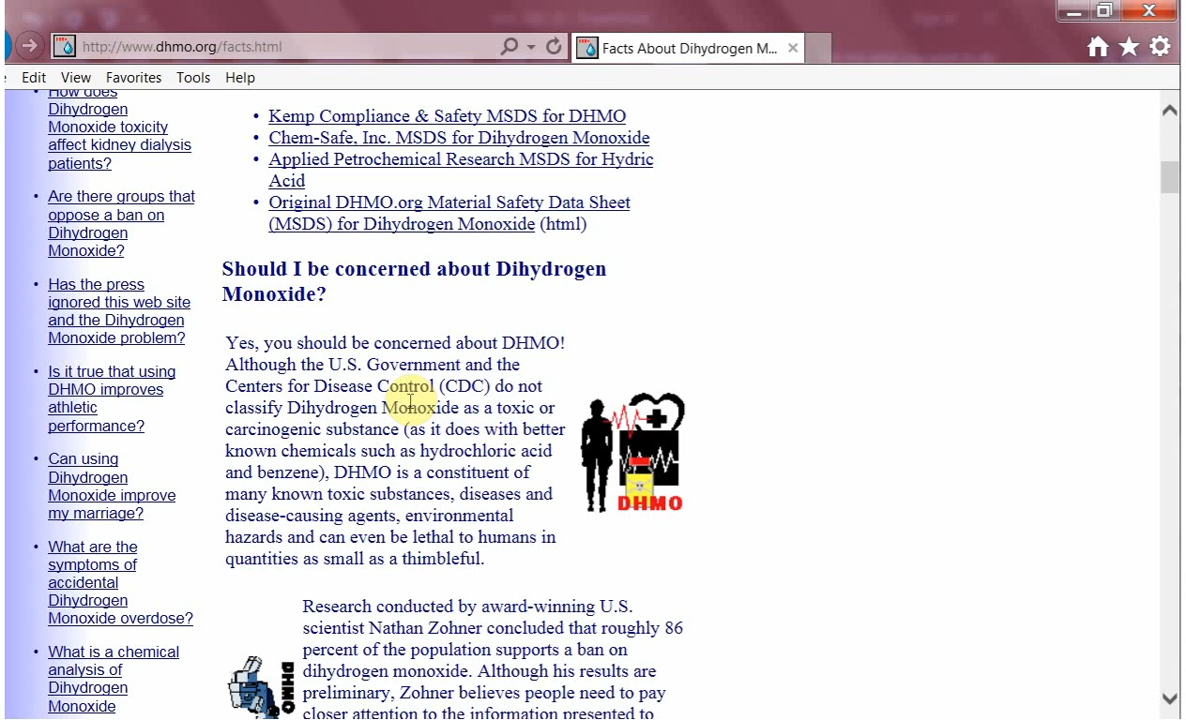 http://www.dhmo.org/facts.html
Facts About Dihydrogen M...
Edit View Favorites Tools Help
How does
Dihydrogen
Monoxide toxicity
affect kidney dialysis
patients?
Are there groups that
oppose a ban on
Dihydrogen
Monoxide?
Has the press
ignored this web site
and the Dihydrogen
Monoxide problem?
Is it true that using
DHMO improves
athletic
performance?
Can using
Dihydrogen
Monoxide improve
my marriage?
What are the
symptoms of
accidental
Dihydrogen
Monoxide overdose?
What is a chemical
analysis of
Dihydrogen
Monoxide
Kemp Compliance & Safety MSDS for DHMO
Chem-Safe, Inc. MSDS for Dihydrogen Monoxide
Applied Petrochemical Research MSDS for Hydric
Acid
Original DHMO.org Material Safety Data Sheet
(MSDS) for Dihydrogen Monoxide (html)
Should I be concerned about Dihydrogen
Monoxide?
Yes, you should be concerned about DHMO!
Although the U.S. Government and the
Centers for Disease Control (CDC) do not
classify Dihydrogen Monoxide as a toxic or
carcinogenic substance (as it does with better
known chemicals such as hydrochloric acid
and benzene), DHMO is a constituent of
many known toxic substances, diseases and
disease-causing agents, environmental
hazards and can even be lethal to humans in
quantities as small as a thimbleful.
DHMO
Research conducted by award-winning U.S.
scientist Nathan Zohner concluded that roughly 86
percent of the population supports a ban on
dihydrogen monoxide. Although his results are
preliminary, Zohner believes people need to pay
closer attention to the information presented to
DHMO